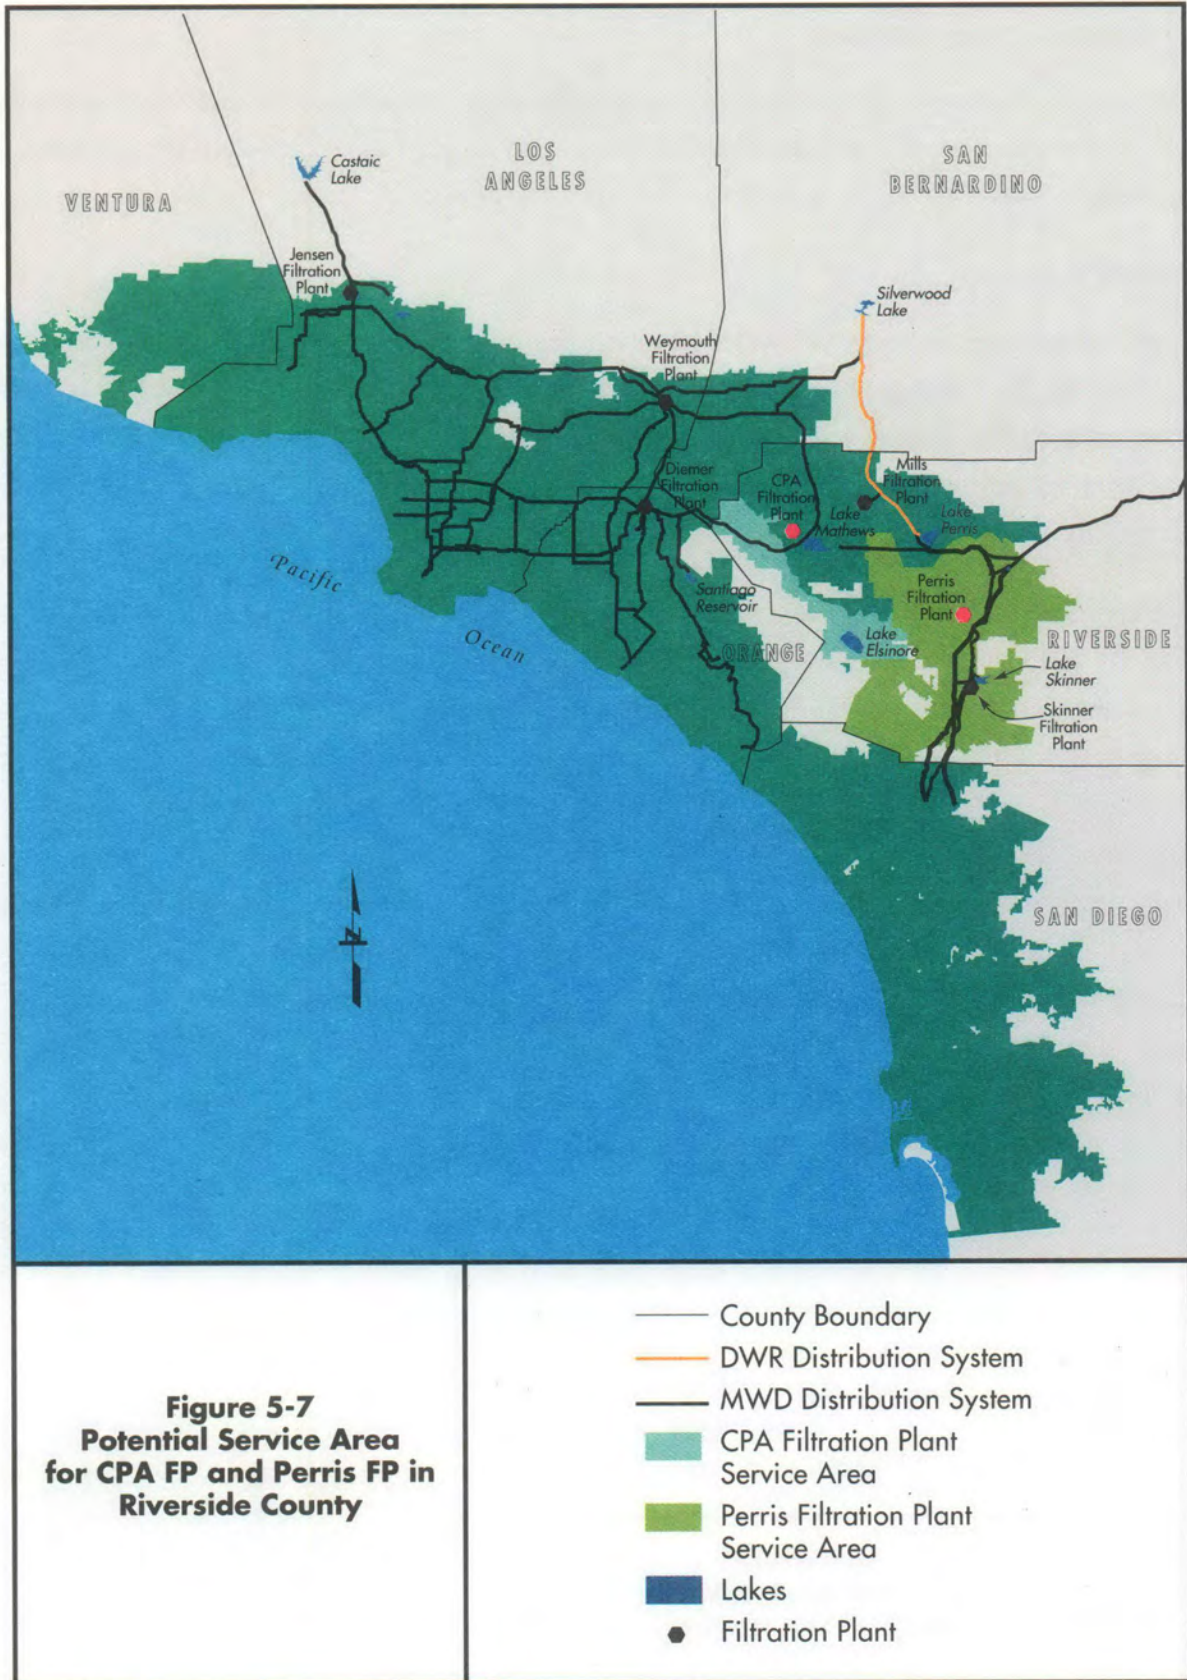 LOS
ANGELES
SAN
BERNARDINO
VENTURA
Castaic
Lake
Jensen
Filtration
Plant
Silverwood
Lake
Weymouth
Filtration
Plant
Diemer
Filtration
Plant
CPA
Filtration
Plant
Mills
Filtration
Plant
Lake
Mathews
Lake
Perris
Pacific
Ocean
Santiago
Reservoir
Perris
Filtration
Plant
ORANGE
Lake
Elsinore
RIVERSIDE
Lake
Skinner
Skinner
Filtration
Plant
SAN DIEGO
N
Figure 5-7
Potential Service Area
for CPA FP and Perris FP in
Riverside County
County Boundary
DWR Distribution System
MWD Distribution System
CPA Filtration Plant
Service Area
Perris Filtration Plant
Service Area
Lakes
Filtration Plant